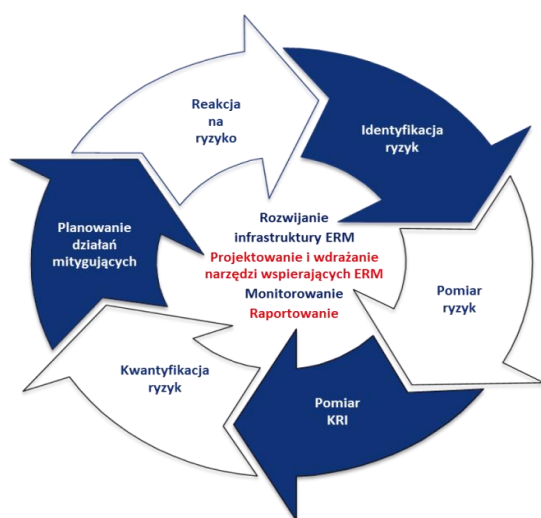 Reakcja
na
ryzyko
Identyfikacja
ryzyk
Planowanie
działań
mitygujących
Rozwijanie
infrastruktury ERM
Projektowanie i wdrażanie
narzędzi wspierających ERM
Monitorowanie
Raportowanie
Pomiar
ryzyk
Kwantyfikacja
ryzyk
Pomiar
KRI